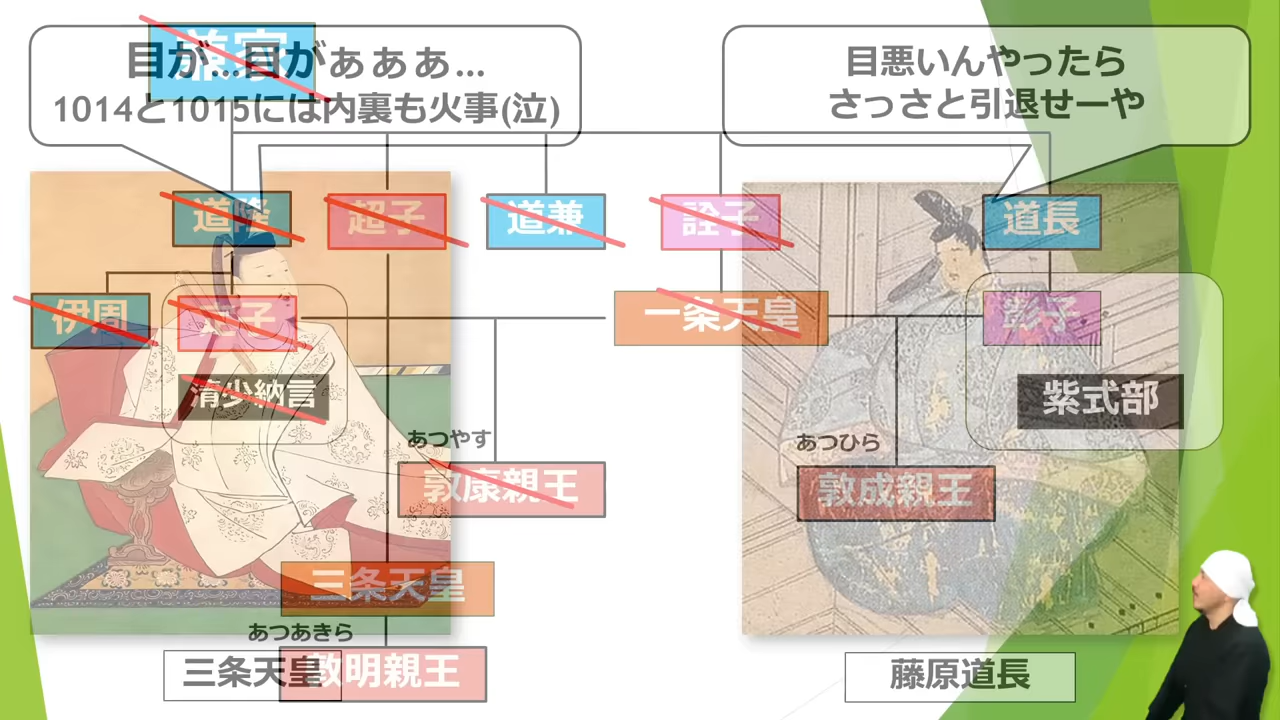 兼家
目が...目がぁぁぁ...
1014と1015には内裏も火事(泣)
目悪いんやったら
さっさと引退せーや
道隆
超子
道兼
詮子
道長
伊周
定子
一条天皇
彰子
清少納言
紫式部
あつやす
敦康親王
あつひら
敦成親王
三条天皇
あつあきら
三条天皇
敦明親王
藤原道長